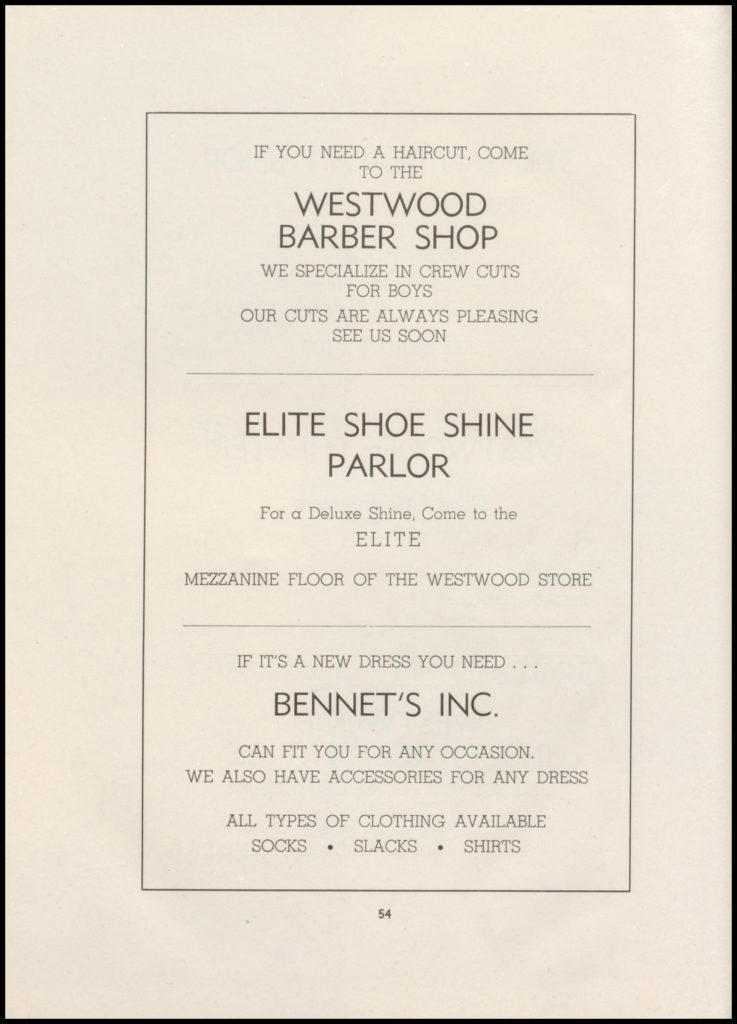 IF YOU NEED A HAIRCUT, COME
TO THE
WESTWOOD
BARBER SHOP
WE SPECIALIZE IN CREW CUTS
FOR BOYS
OUR CUTS ARE ALWAYS PLEASING
SEE US SOON
ELITE SHOE SHINE
PARLOR
For a Deluxe Shine, Come to the
ELITE
MEZZANINE FLOOR OF THE WESTWOOD STORE
IF IT'S A NEW DRESS YOU NEED . . .
BENNET'S INC.
CAN FIT YOU FOR ANY OCCASION.
WE ALSO HAVE ACCESSORIES FOR ANY DRESS
ALL TYPES OF CLOTHING AVAILABLE
SOCKS • SLACKS • SHIRTS
54